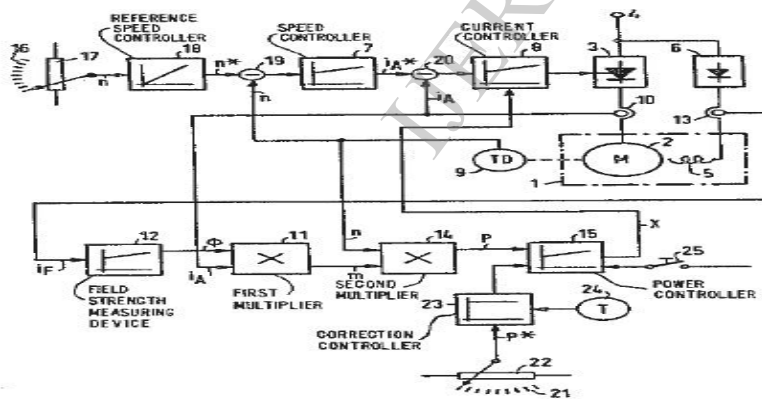 REFERENCE
SPEED
CONTROLLER
SPEED
CONTROLLER
CURRENT
CONTROLLER
4
16
17
18
7
8
3
6
n
n*
19
iA*
20
n
iA
10
13
2
TD
M
9
5
1
12
11
n
14
P
15
X
25
Φ
iF
iA
m
FIELD
STRENGTH
MEASURING
DEVICE
FIRST
MULTIPLIER
SECOND
MULTIPLIER
POWER
CONTROLLER
23
24
T
CORRECTION
CONTROLLER
P*
22
21
IJER